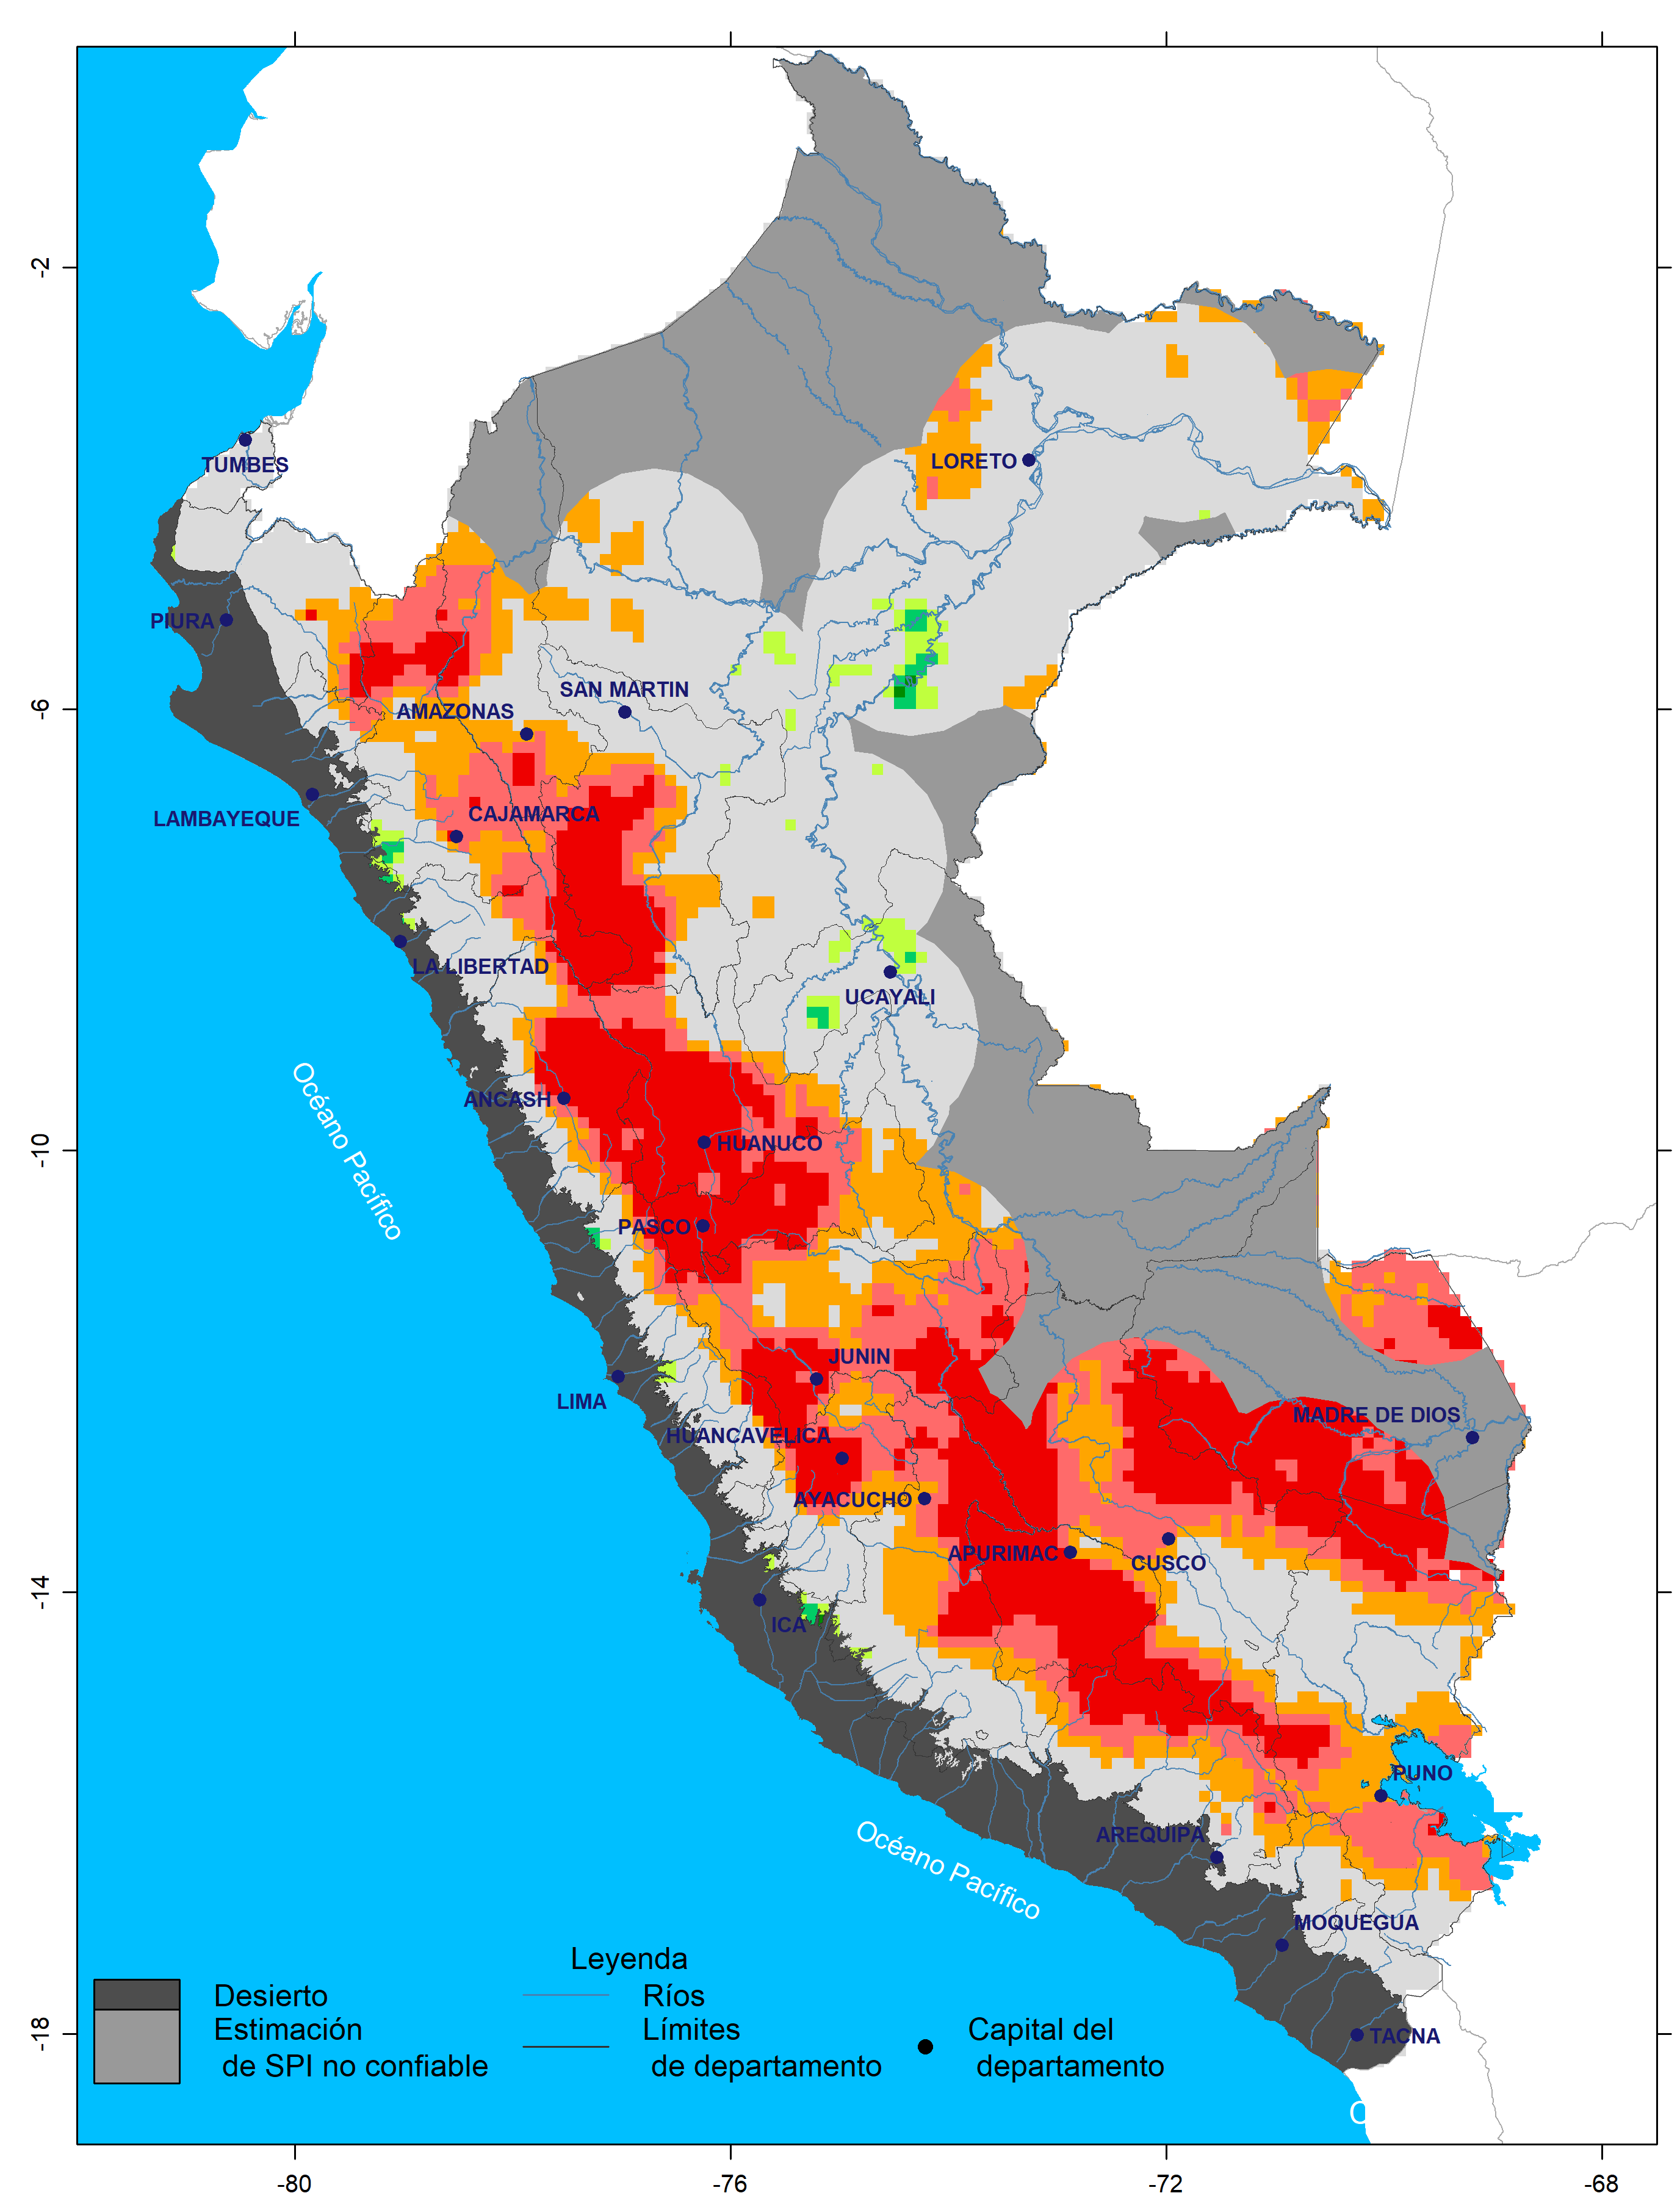 -2
TUMBES
LORETO
PIURA
SAN MARTIN
-6
AMAZONAS
LAMBAYEQUE
CAJAMARCA
LA LIBERTAD
UCAYALI
Océano Pacífico
ANCASH
HUANUCO
-10
PASCO
JUNIN
LIMA
MADRE DE DIOS
HUANCAVELICA
AYACUCHO
APURIMAC
CUSCO
-14
ICA
PUNO
AREQUIPA
Océano Pacífico
MOQUEGUA
TACNA
-18
Leyenda
Desierto
Estimación
de SPI no confiable
Ríos
Límites
de departamento
Capital del
departamento
-80
-76
-72
-68